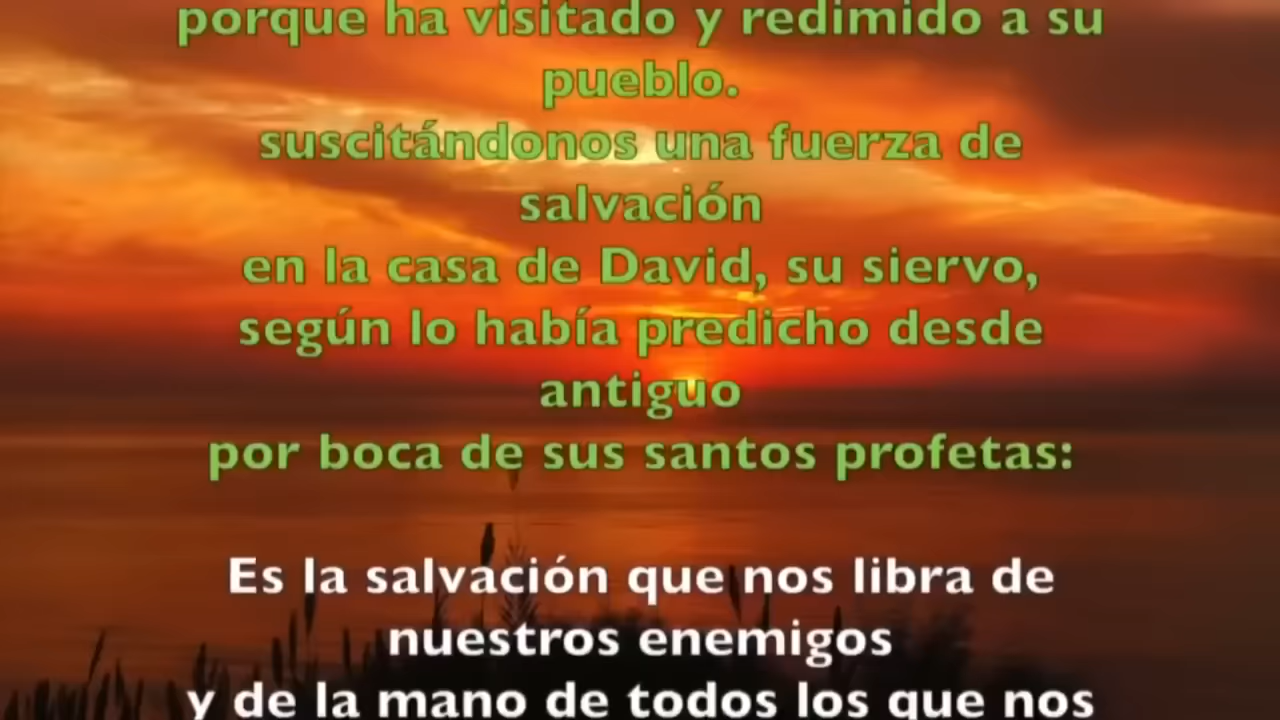 porque ha visitado y redimido a su
pueblo.
suscitándonos una fuerza de
salvación
en la casa de David, su siervo,
según lo había predicho desde
antiguo
por boca de sus santos profetas:
Es la salvación que nos libra de
nuestros enemigos
y de la mano de todos los que nos